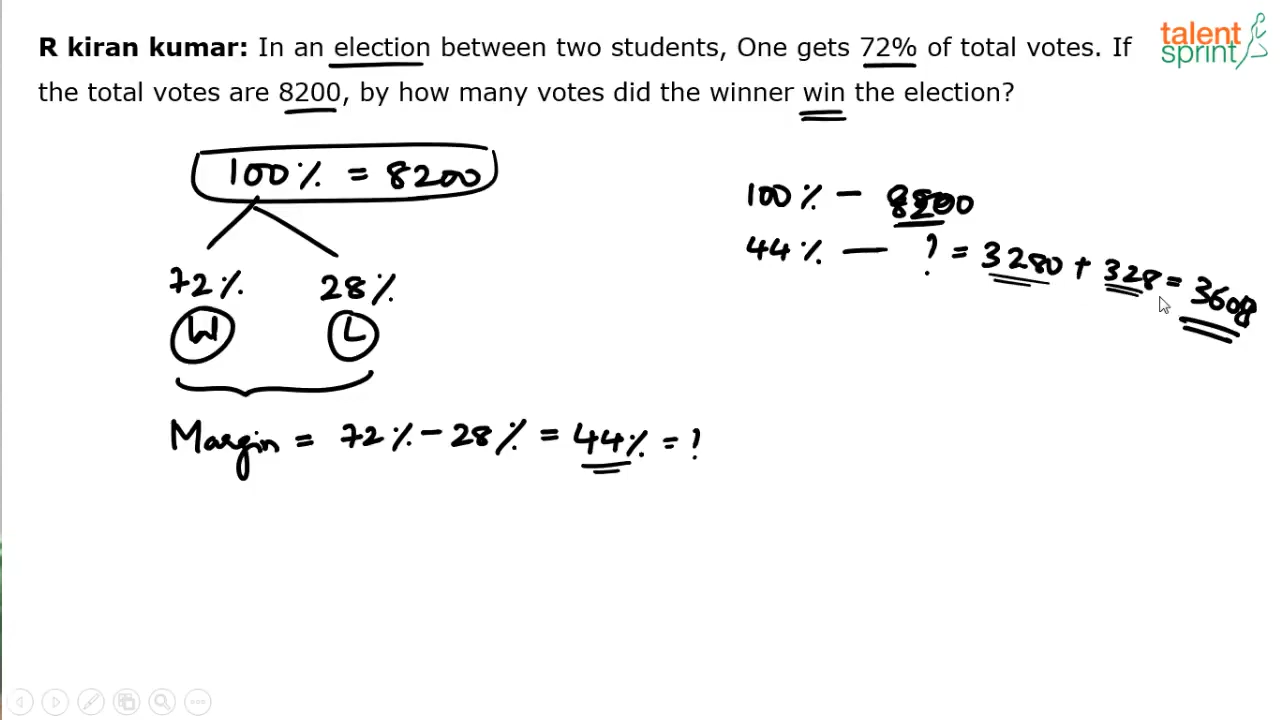 R kiran kumar: In an election between two students, One gets 72% of total votes. If
the total votes are 8200, by how many votes did the winner win the election?
talent
sprint
100% = 8200
72% 28%
W L
Margin = 72% - 28% = 44% = ?
100% - 8200
44% - ? = 3280 + 328 = 3608